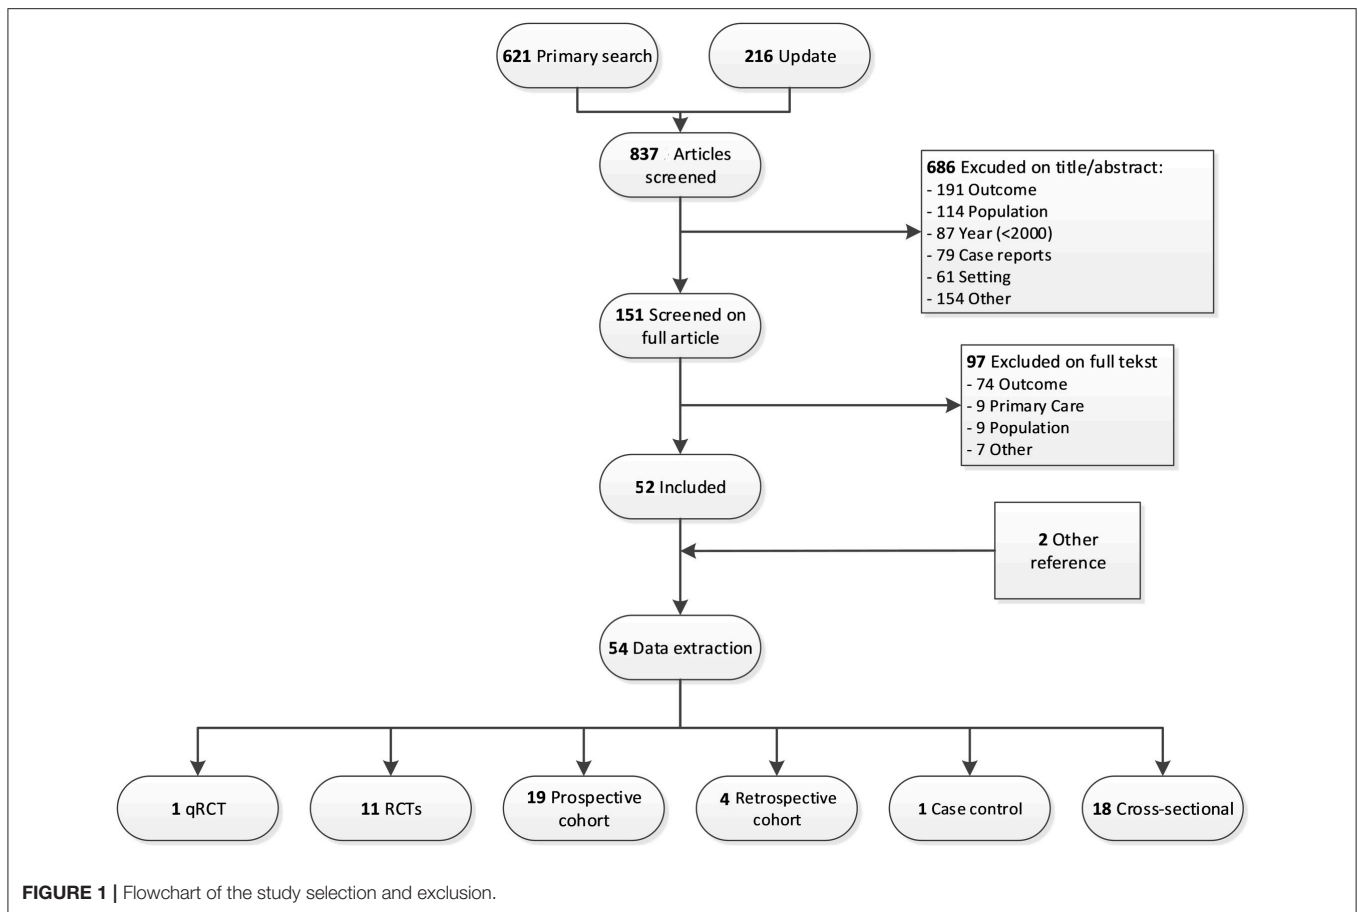 621 Primary search
216 Update
837 Articles
screened
686 Excuded on title/abstract:
- 191 Outcome
- 114 Population
- 87 Year (<2000)
- 79 Case reports
- 61 Setting
- 154 Other
151 Screened on
full article
97 Excluded on full tekst
- 74 Outcome
- 9 Primary Care
- 9 Population
- 7 Other
52 Included
2 Other
reference
54 Data extraction
1 qRCT
11 RCTs
19 Prospective
cohort
4 Retrospective
cohort
1 Case control
18 Cross-sectional
FIGURE 1 | Flowchart of the study selection and exclusion.